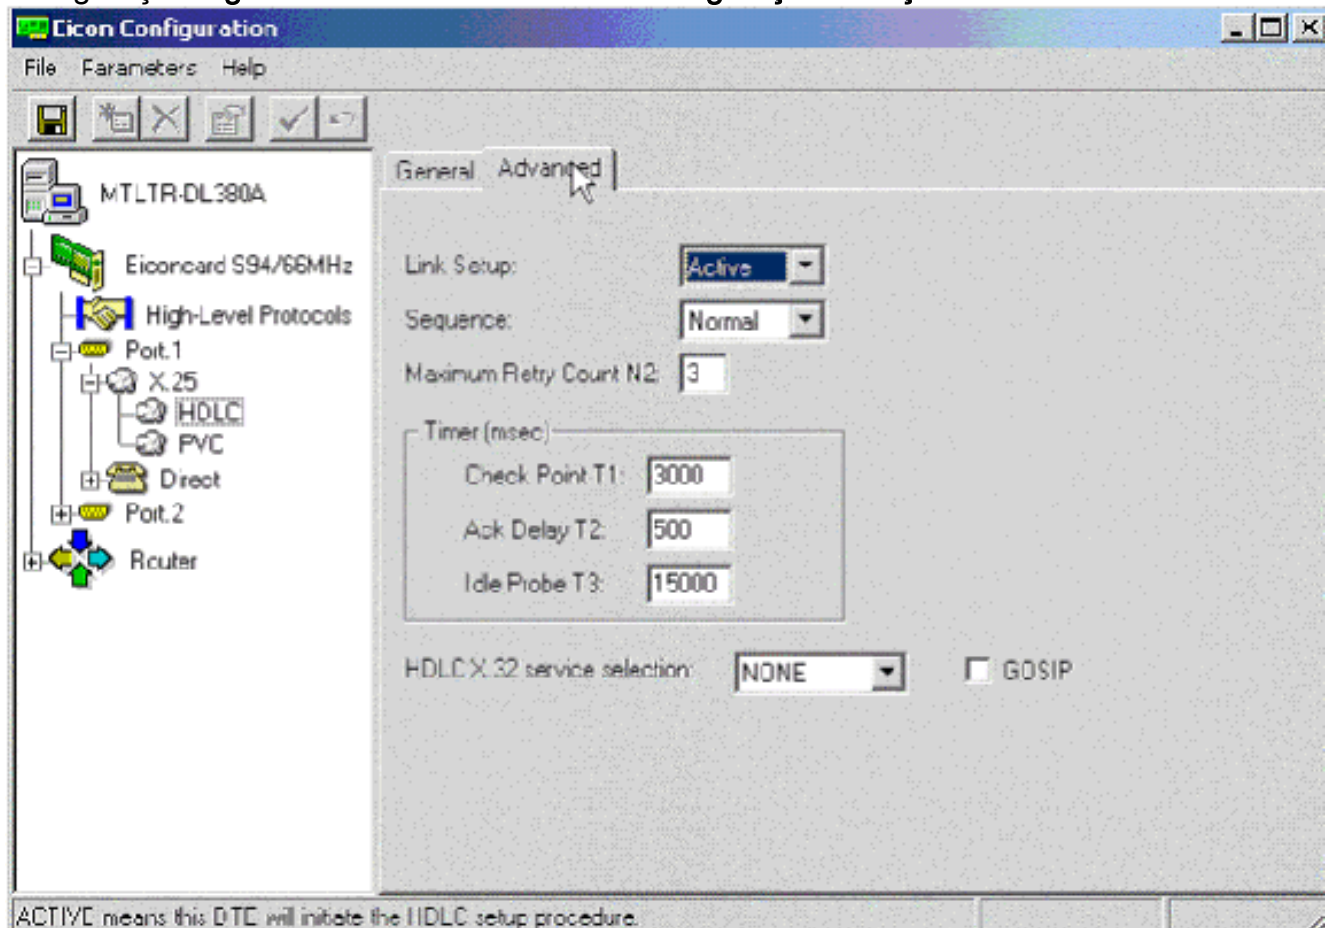 Eicon Configuration
File Parameters Help
MTLTR-DL380A
Eiconcard S94/66MHz
High-Level Protocols
Port.1
X.25
HDLC
PVC
Direct
Port.2
Router
General Advanced
Link Setup: Active
Sequence: Normal
Maximum Retry Count N2: 3
Timer (msec)
Check Point T1: 3000
Ack Delay T2: 500
Idle Probe T3: 15000
HDLC X.32 service selection: NONE GOSIP
ACTIVE means this DTE will initiate the HDLC setup procedure.